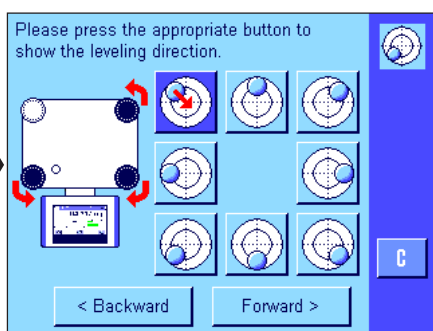 Please press the appropriate button to
show the leveling direction.
C
< Backward
Forward >